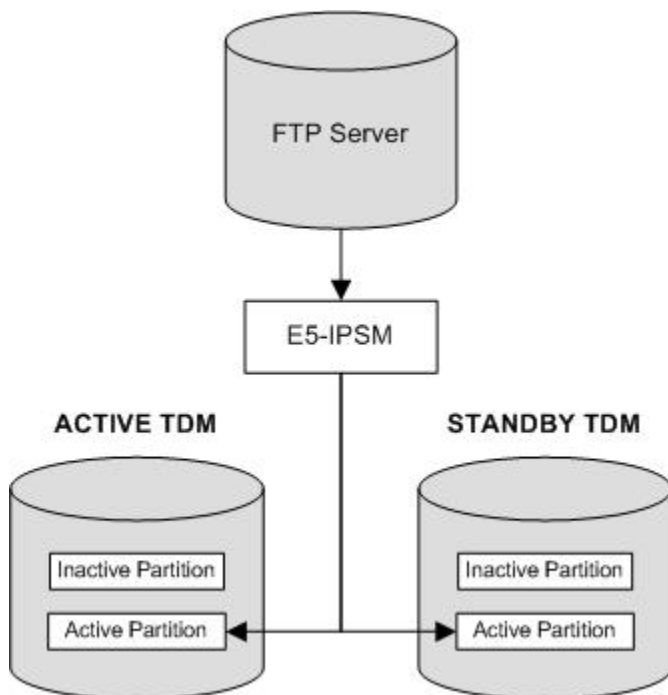 FTP Server
E5-IPSM
ACTIVE TDM
STANDBY TDM
Inactive Partition
Inactive Partition
Active Partition
Active Partition